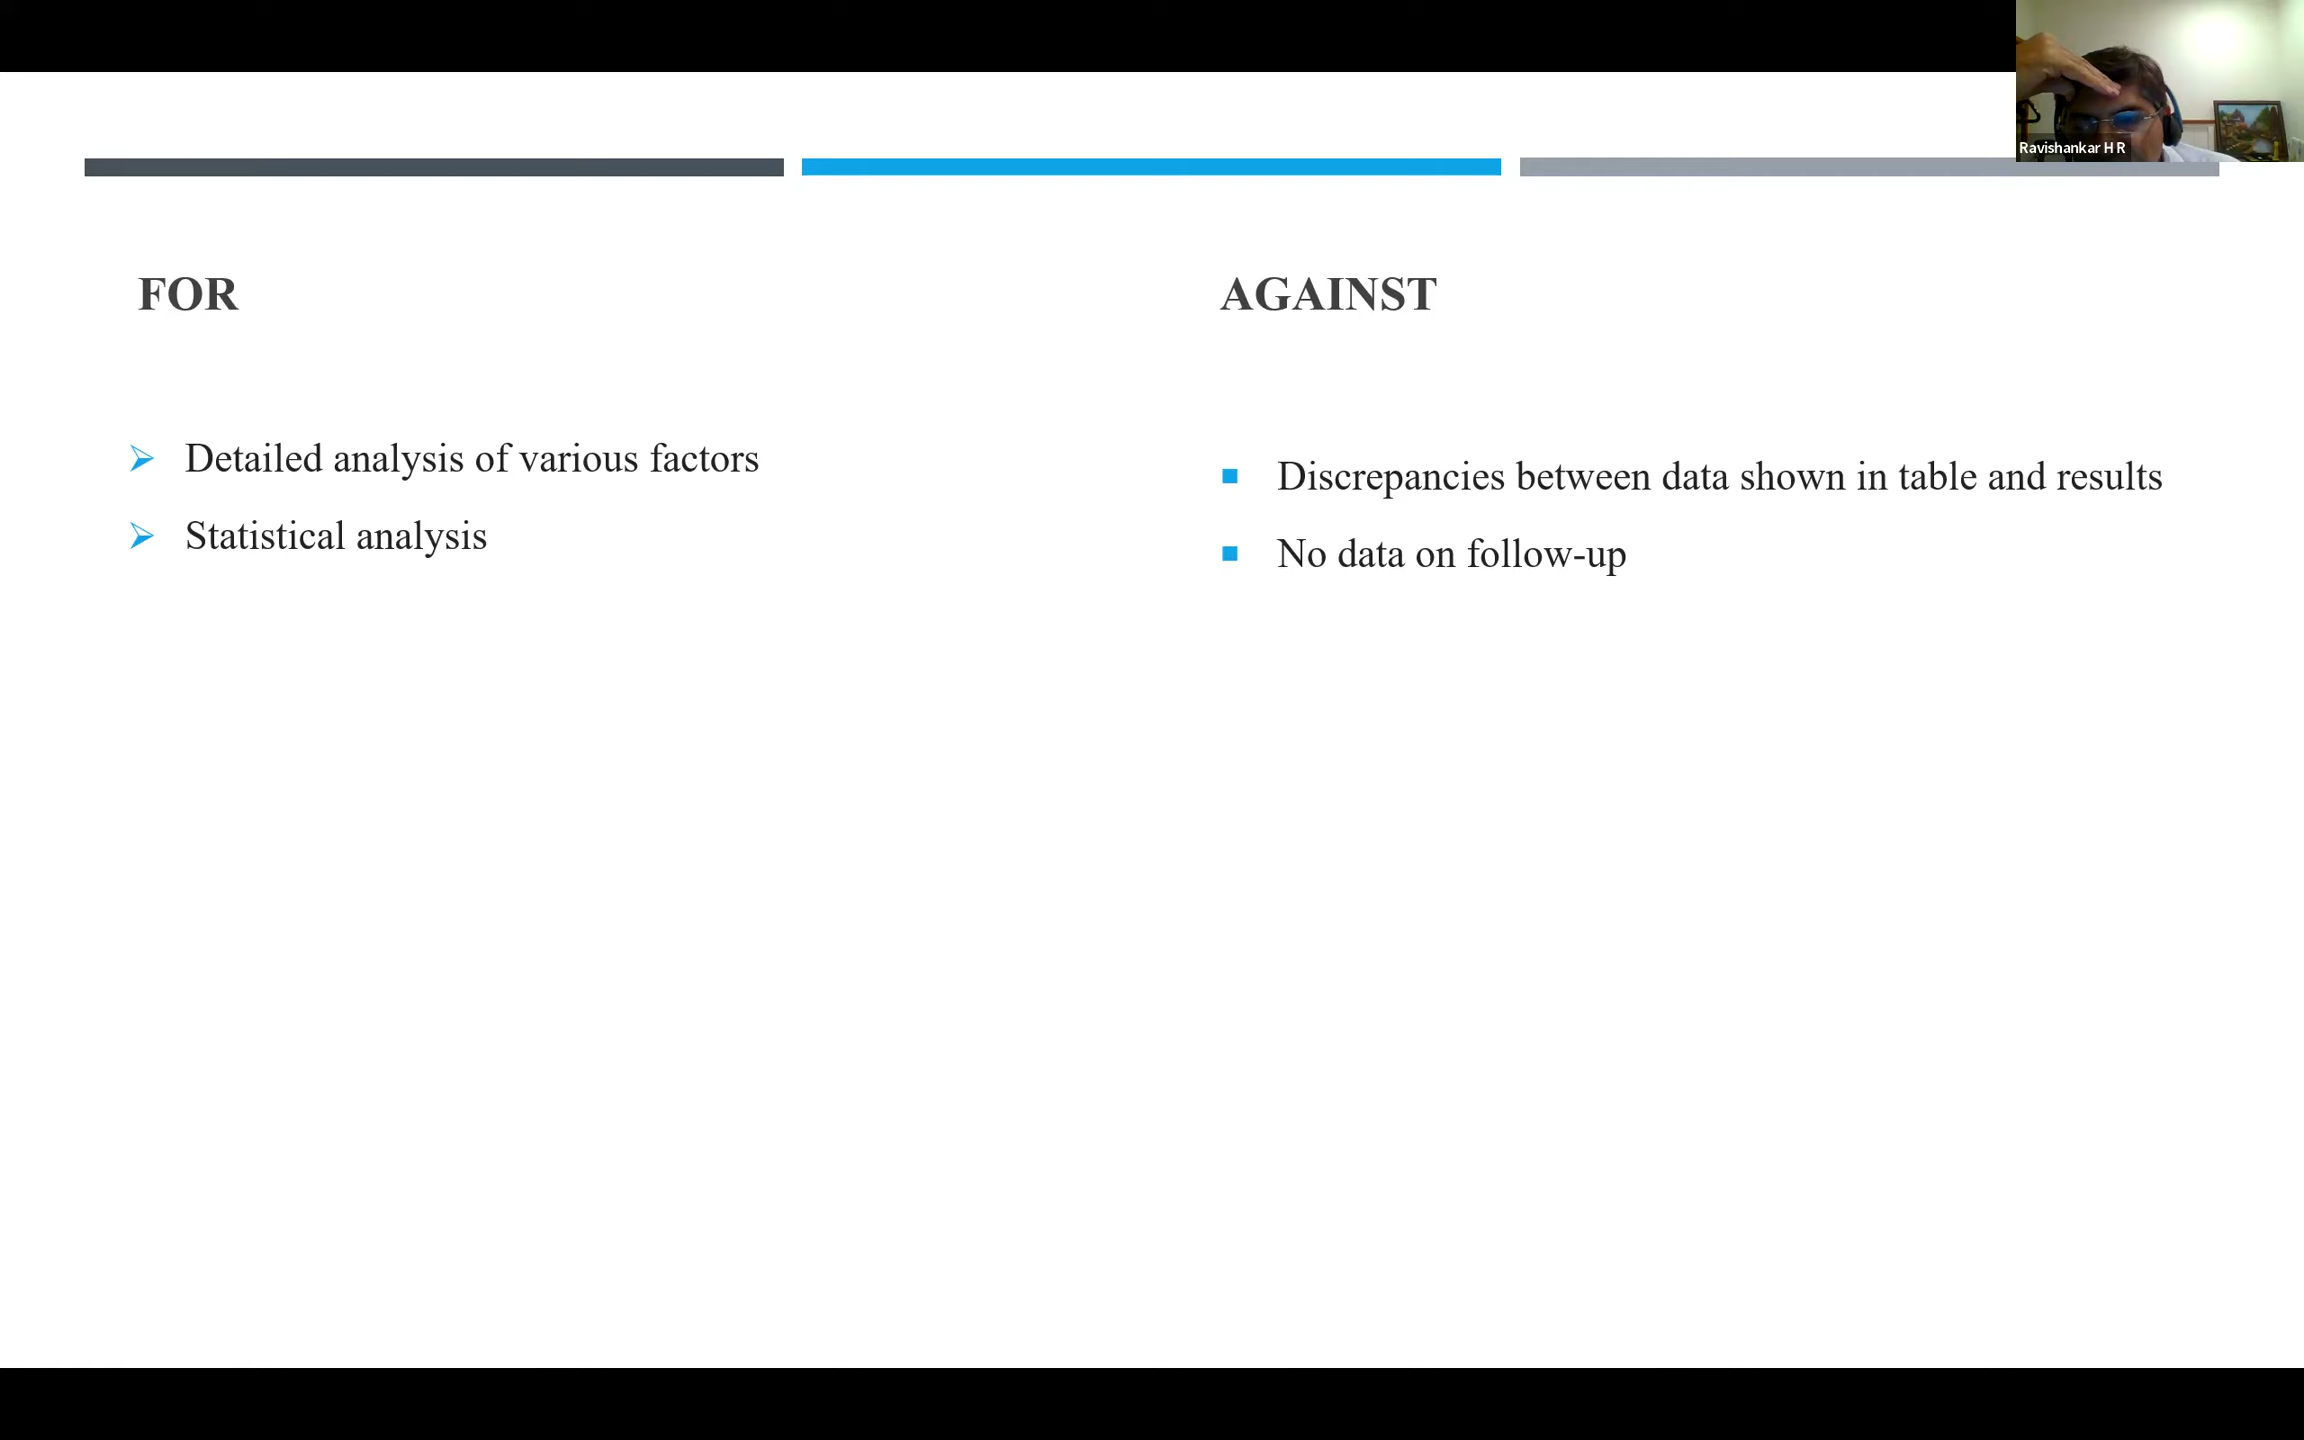 Ravishankar H R
FOR
Detailed analysis of various factors
Statistical analysis
AGAINST
Discrepancies between data shown in table and results
No data on follow-up